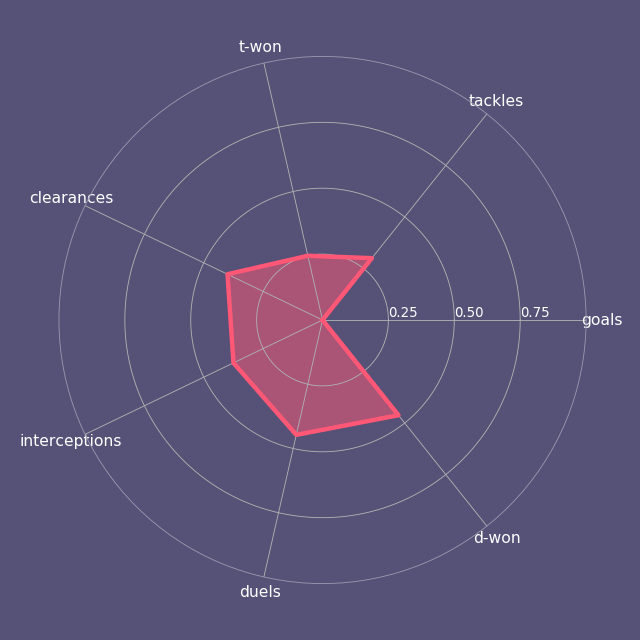 t-won
tackles
clearances
0.25 0.50 0.75
goals
interceptions
d-won
duels